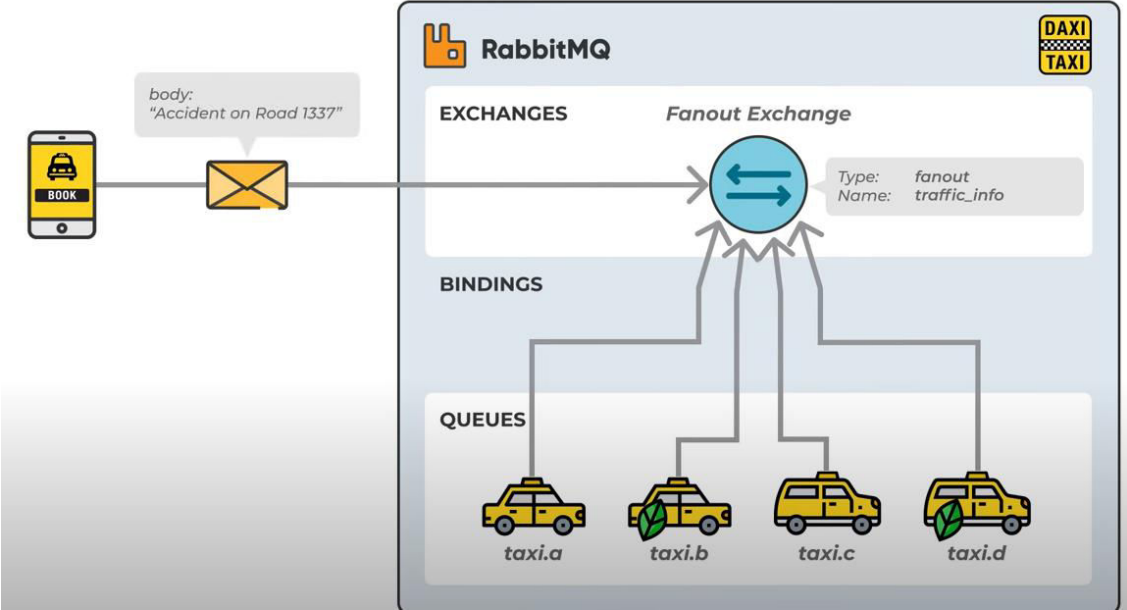 RabbitMQ
DAXI
TAXI
body:
“Accident on Road 1337”
BOOK
EXCHANGES
Fanout Exchange
Type: fanout
Name: traffic_info
BINDINGS
QUEUES
taxi.a
taxi.b
taxi.c
taxi.d